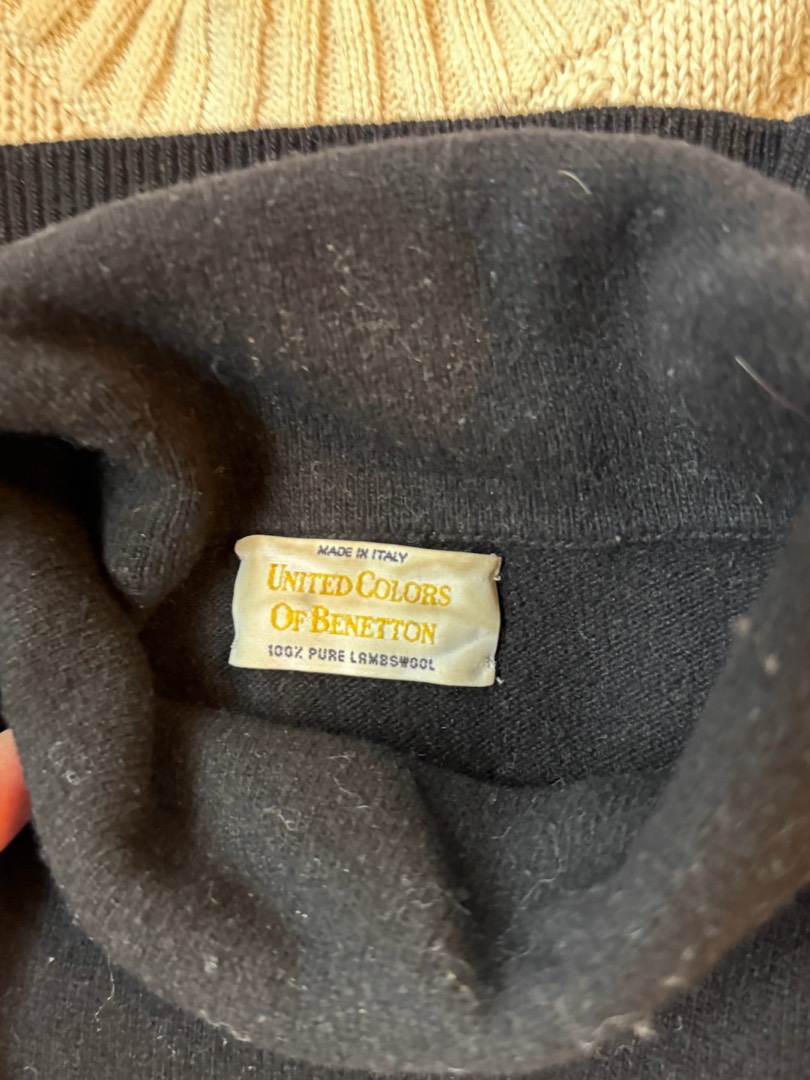 MADE IN ITALY
UNITED COLORS
OF BENETTON
100% PURE LAMBSWOOL